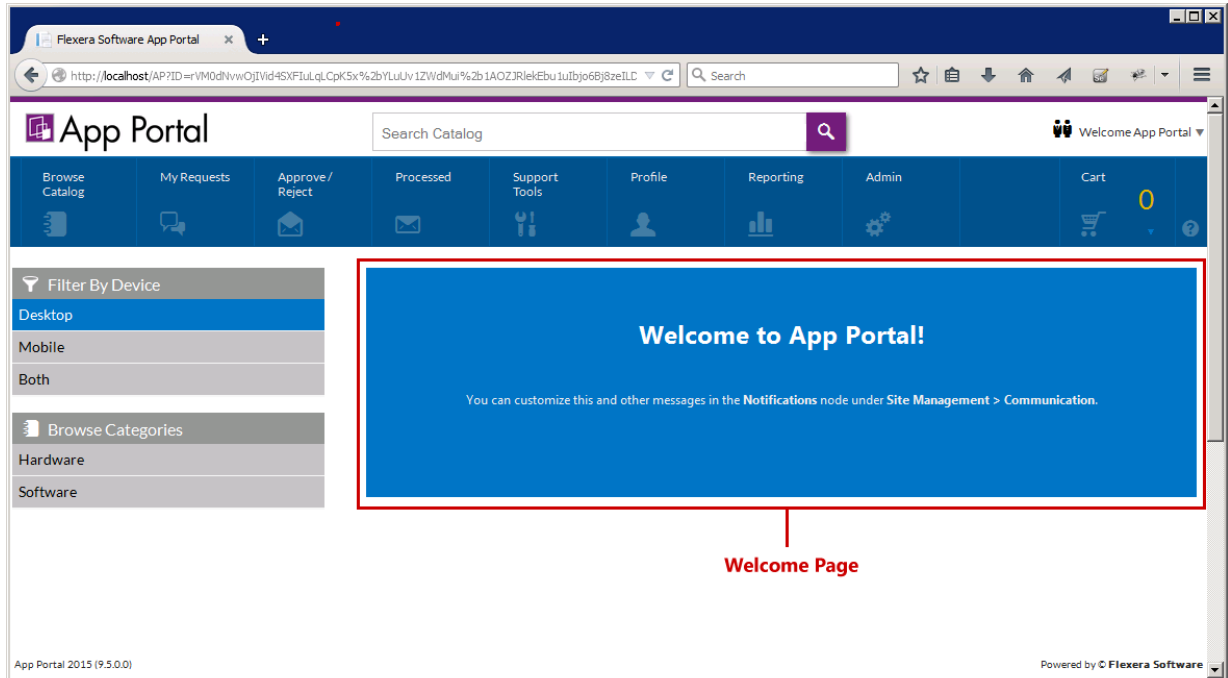 Flexera Software App Portal
http://localhost/AP?ID=rVM0dNvwOjIVid4SXFIuLqLCpK5x%2bYLuUv1ZWdMui%2b1AOZJRlekEbu1uIbjo6Bj8zeILD
Search
App Portal
Search Catalog
Welcome App Portal
Browse Catalog
My Requests
Approve / Reject
Processed
Support Tools
Profile
Reporting
Admin
Cart
0
Filter By Device
Desktop
Mobile
Both
Browse Categories
Hardware
Software
Welcome to App Portal!
You can customize this and other messages in the Notifications node under Site Management > Communication.
Welcome Page
App Portal 2015 (9.5.0.0)
Powered by © Flexera Software